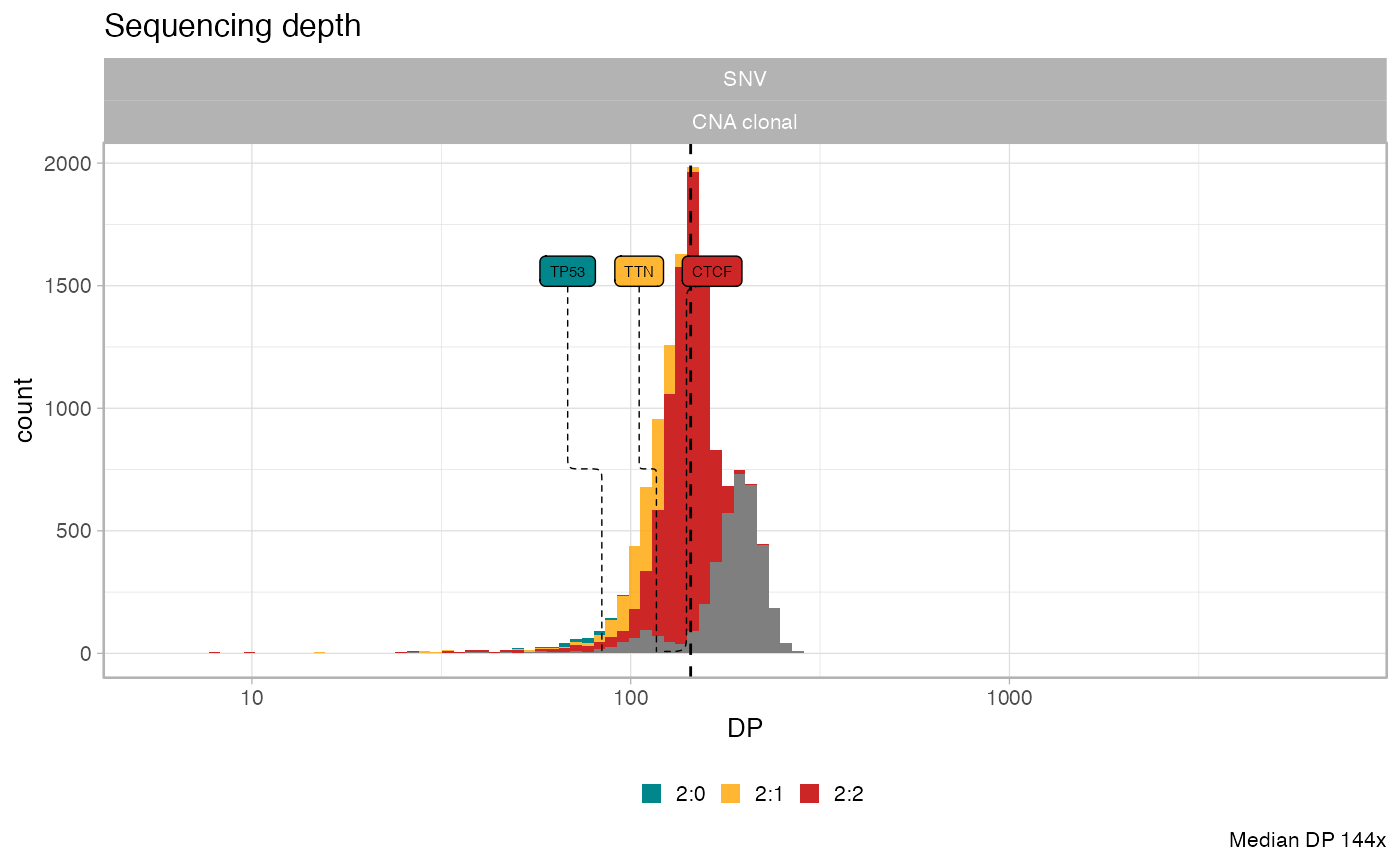 Sequencing depth
SNV
CNA clonal
2000
1500
1000
500
0
count
TP53
TTN
CTCF
10
100
1000
DP
2:0
2:1
2:2
Median DP 144x